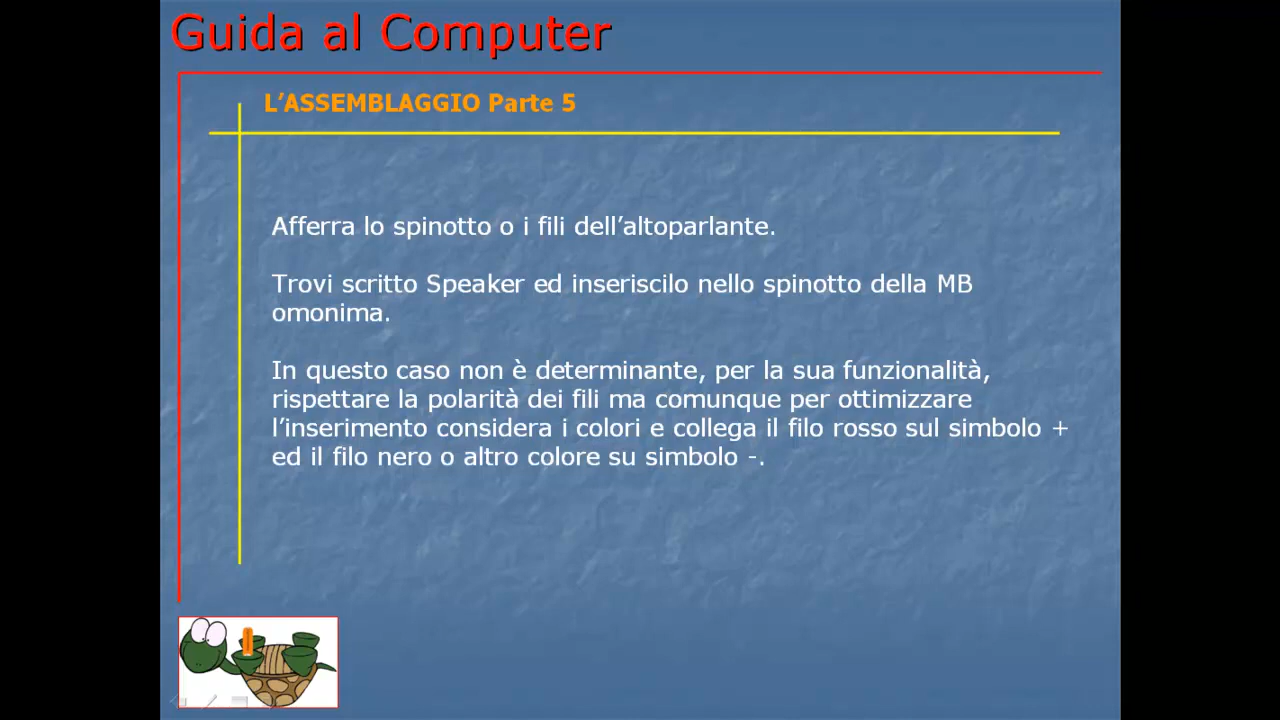 Guida al Computer
L’ASSEMBLAGGIO Parte 5
Afferra lo spinotto o i fili dell’altoparlante.
Trovi scritto Speaker ed inseriscilo nello spinotto della MB
omonima.
In questo caso non è determinante, per la sua funzionalità,
rispettare la polarità dei fili ma comunque per ottimizzare
l’inserimento considera i colori e collega il filo rosso sul simbolo +
ed il filo nero o altro colore su simbolo -.